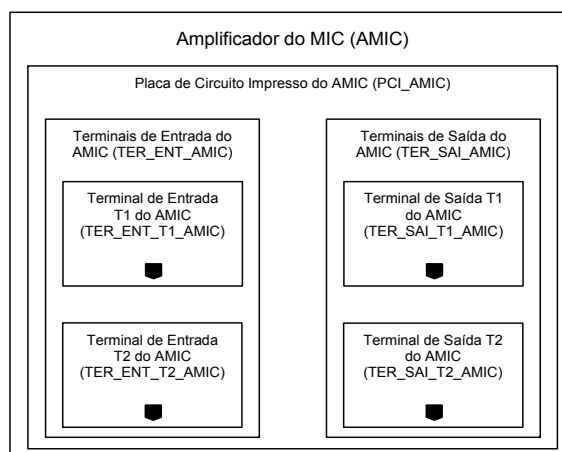 Amplificador do MIC (AMIC)
Placa de Circuito Impresso do AMIC (PCI_AMIC)
Terminais de Entrada do
AMIC (TER_ENT_AMIC)
Terminal de Entrada
T1 do AMIC
(TER_ENT_T1_AMIC)
Terminal de Entrada
T2 do AMIC
(TER_ENT_T2_AMIC)
Terminais de Saída do
AMIC (TER_SAI_AMIC)
Terminal de Saída T1
do AMIC
(TER_SAI_T1_AMIC)
Terminal de Saída T2
do AMIC
(TER_SAI_T2_AMIC)